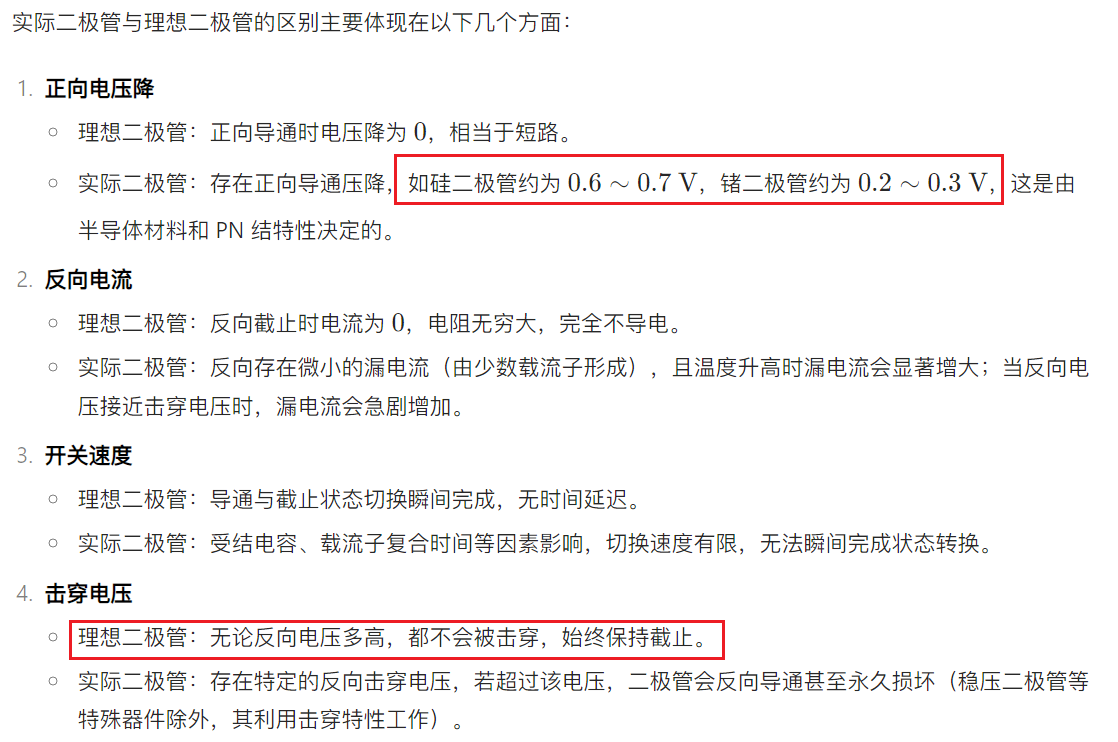 实际二极管与理想二极管的区别主要体现在以下几个方面：
1. 正向电压降
○ 理想二极管：正向导通时电压降为 0，相当于短路。
○ 实际二极管：存在正向导通压降，如硅二极管约为 0.6 ~ 0.7 V，锗二极管约为 0.2 ~ 0.3 V，这是由
半导体材料和 PN 结特性决定的。
2. 反向电流
○ 理想二极管：反向截止时电流为 0，电阻无穷大，完全不导电。
○ 实际二极管：反向存在微小的漏电流（由少数载流子形成），且温度升高时漏电流会显著增大；当反向电
压接近击穿电压时，漏电流会急剧增加。
3. 开关速度
○ 理想二极管：导通与截止状态切换瞬间完成，无时间延迟。
○ 实际二极管：受结电容、载流子复合时间等因素影响，切换速度有限，无法瞬间完成状态转换。
4. 击穿电压
○ 理想二极管：无论反向电压多高，都不会被击穿，始终保持截止。
○ 实际二极管：存在特定的反向击穿电压，若超过该电压，二极管会反向导通甚至永久损坏（稳压二极管等
特殊器件除外，其利用击穿特性工作）。